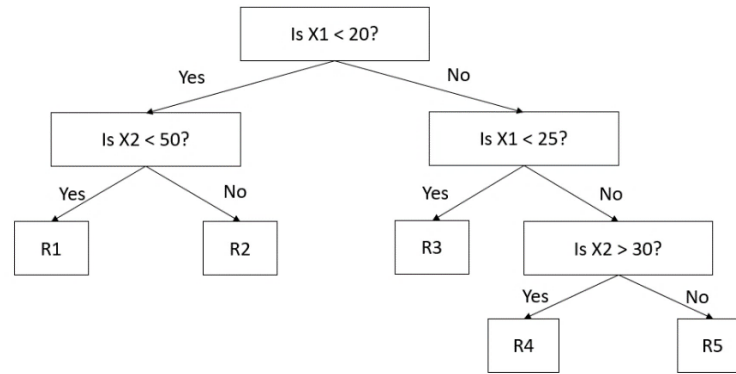 Is X1 < 20?
Yes
No
Is X2 < 50?
Is X1 < 25?
Yes
No
Yes
No
R1
R2
R3
Is X2 > 30?
Yes
No
R4
R5